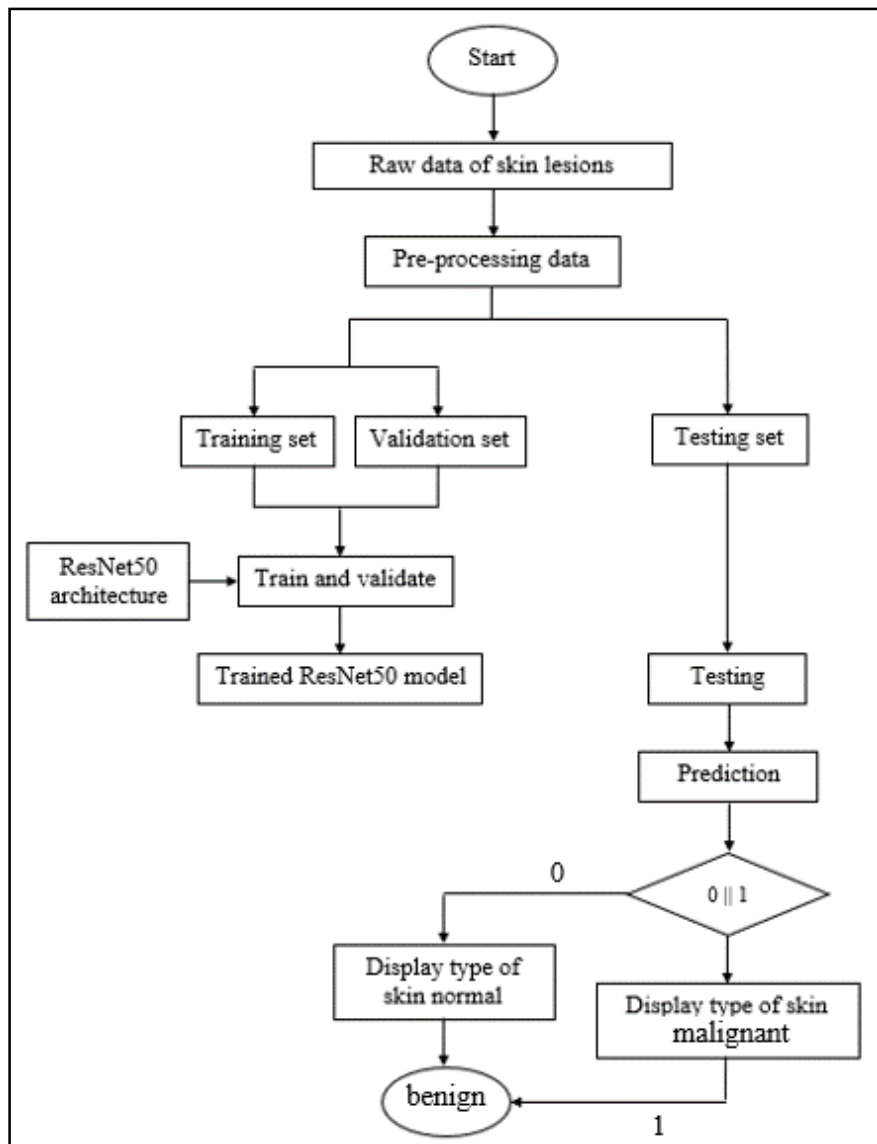 Start
Raw data of skin lesions
Pre-processing data
Training set
Validation set
Testing set
ResNet50
architecture
Train and validate
Trained ResNet50 model
Testing
Prediction
0
0 || 1
Display type of
skin normal
Display type of skin
malignant
benign
1